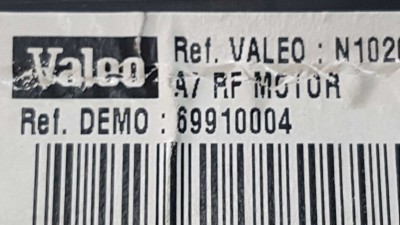 Valeo Ref. VALEO : N1020
A7 RF MOTOR
Ref. DEMO : 69910004